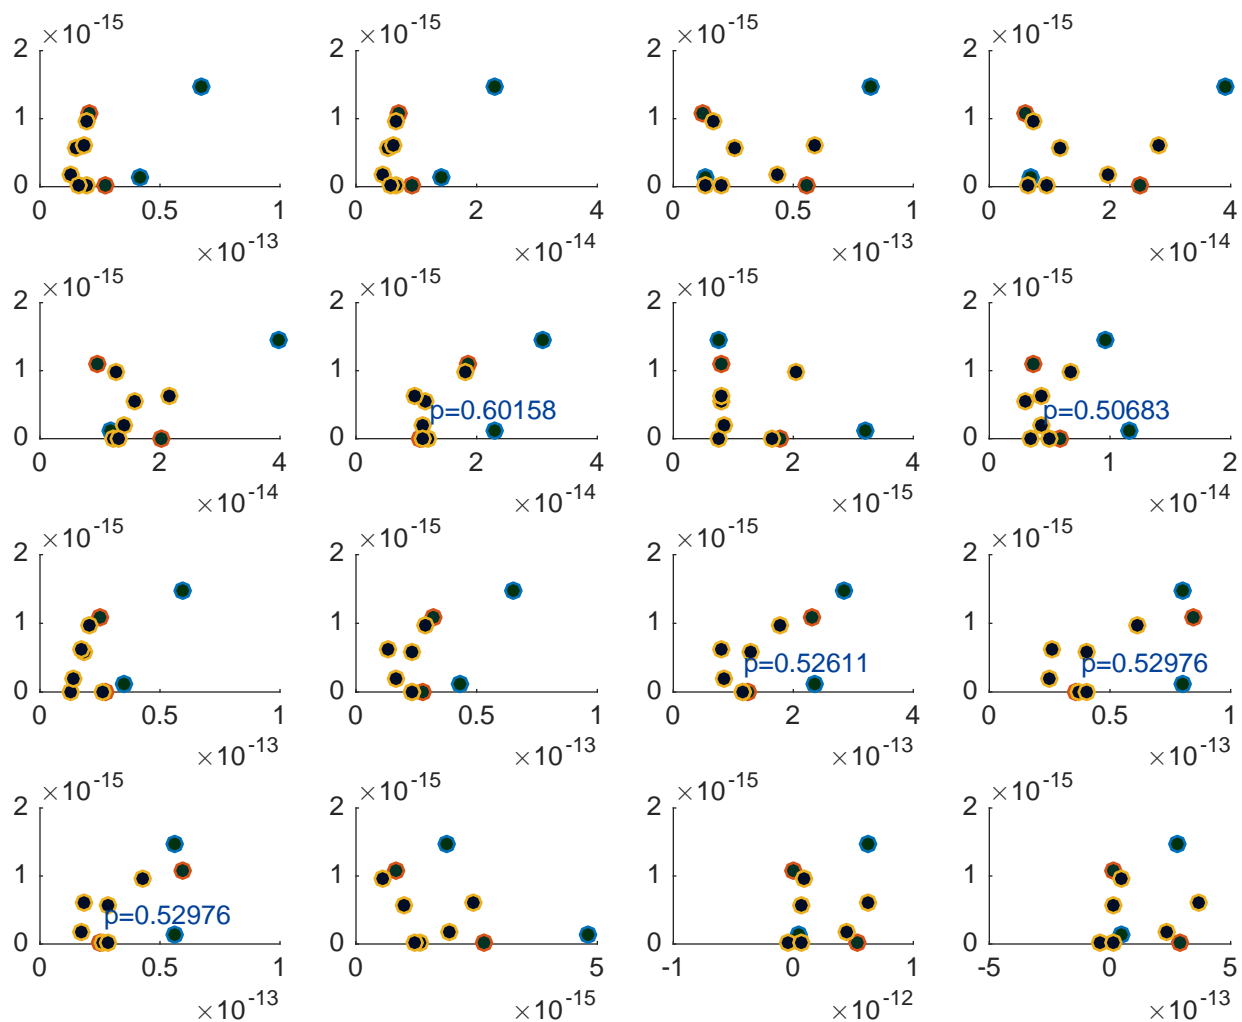 ×10-15 ×10-15 ×10-15 ×10-15
2 2 2 2
1 1 1 1
0 0 0 0
0 0.5 1 0 2 4 0 0.5 1 0 2 4
×10-13 ×10-14 ×10-13 ×10-14
×10-15 ×10-15 ×10-15 ×10-15
2 2 2 2
1 1 1 1
p=0.60158 p=0.50683
0 0 0 0
0 2 4 0 2 4 0 2 4 0 1 2
×10-14 ×10-14 ×10-15 ×10-14
×10-15 ×10-15 ×10-15 ×10-15
2 2 2 2
1 1 1 1
p=0.52611 p=0.52976
0 0 0 0
0 0.5 1 0 0.5 1 0 2 4 0 0.5 1
×10-13 ×10-13 ×10-13 ×10-13
×10-15 ×10-15 ×10-15 ×10-15
2 2 2 2
1 1 1 1
p=0.52976
0 0 0 0
0 0.5 1 0 5 -1 0 1 -5 0 5
×10-13 ×10-15 ×10-12 ×10-13